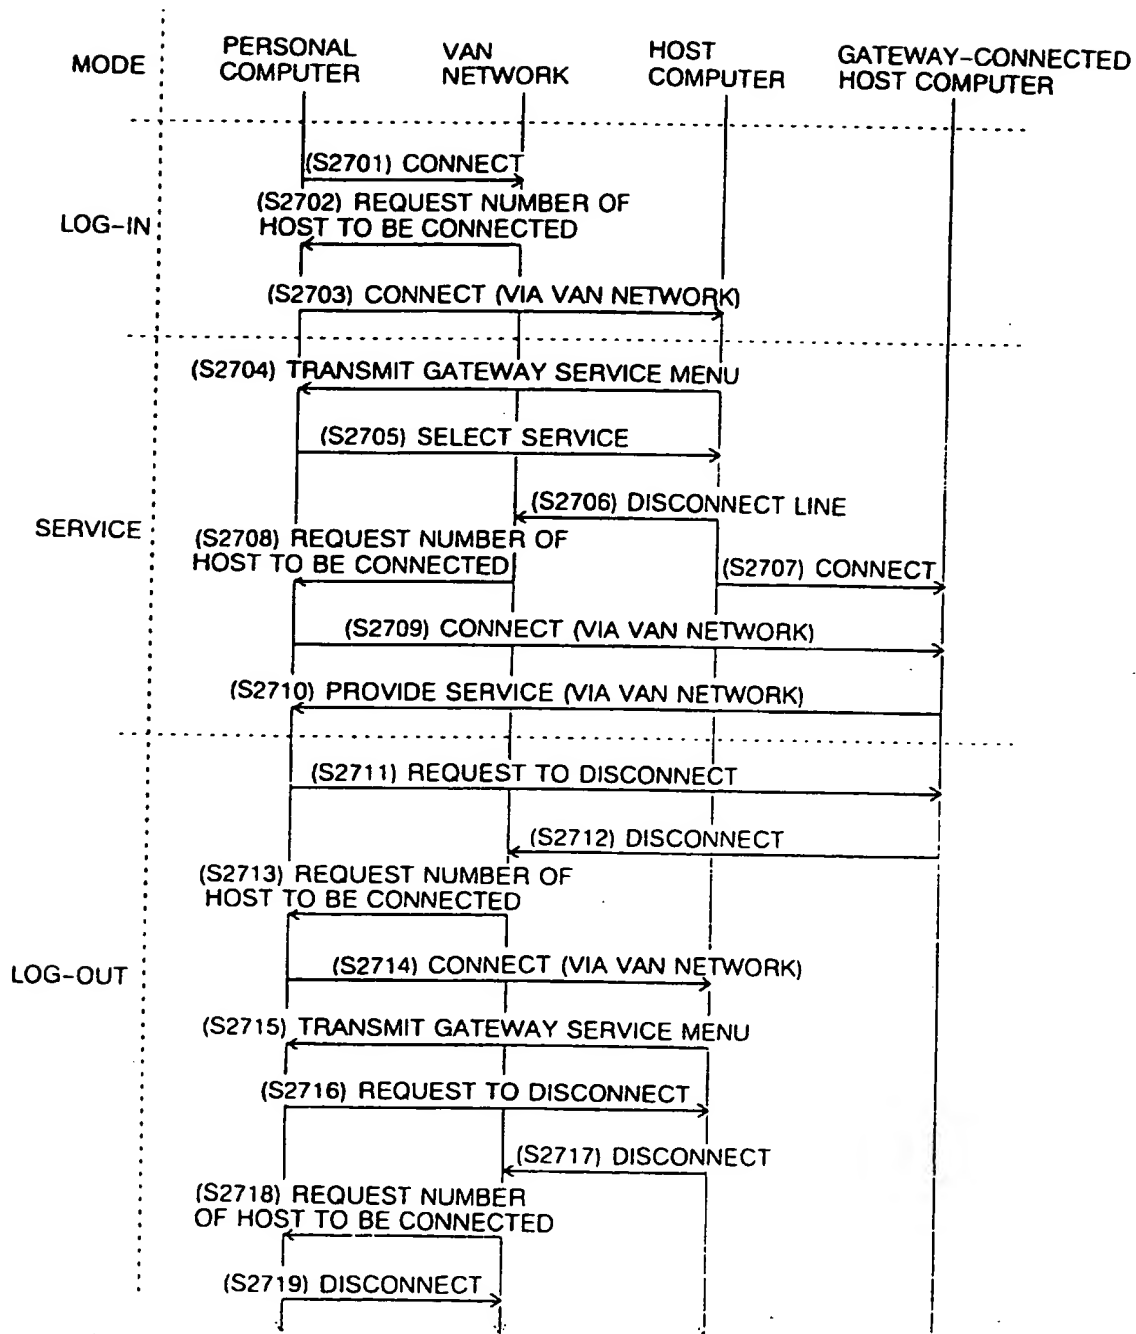 MODE
PERSONAL
COMPUTER
VAN
NETWORK
HOST
COMPUTER
GATEWAY-CONNECTED
HOST COMPUTER
LOG-IN
(S2701) CONNECT
(S2702) REQUEST NUMBER OF
HOST TO BE CONNECTED
(S2703) CONNECT (VIA VAN NETWORK)
SERVICE
(S2704) TRANSMIT GATEWAY SERVICE MENU
(S2705) SELECT SERVICE
(S2706) DISCONNECT LINE
(S2708) REQUEST NUMBER OF
HOST TO BE CONNECTED
(S2707) CONNECT
(S2709) CONNECT (VIA VAN NETWORK)
(S2710) PROVIDE SERVICE (VIA VAN NETWORK)
LOG-OUT
(S2711) REQUEST TO DISCONNECT
(S2712) DISCONNECT
(S2713) REQUEST NUMBER OF
HOST TO BE CONNECTED
(S2714) CONNECT (VIA VAN NETWORK)
(S2715) TRANSMIT GATEWAY SERVICE MENU
(S2716) REQUEST TO DISCONNECT
(S2717) DISCONNECT
(S2718) REQUEST NUMBER
OF HOST TO BE CONNECTED
(S2719) DISCONNECT